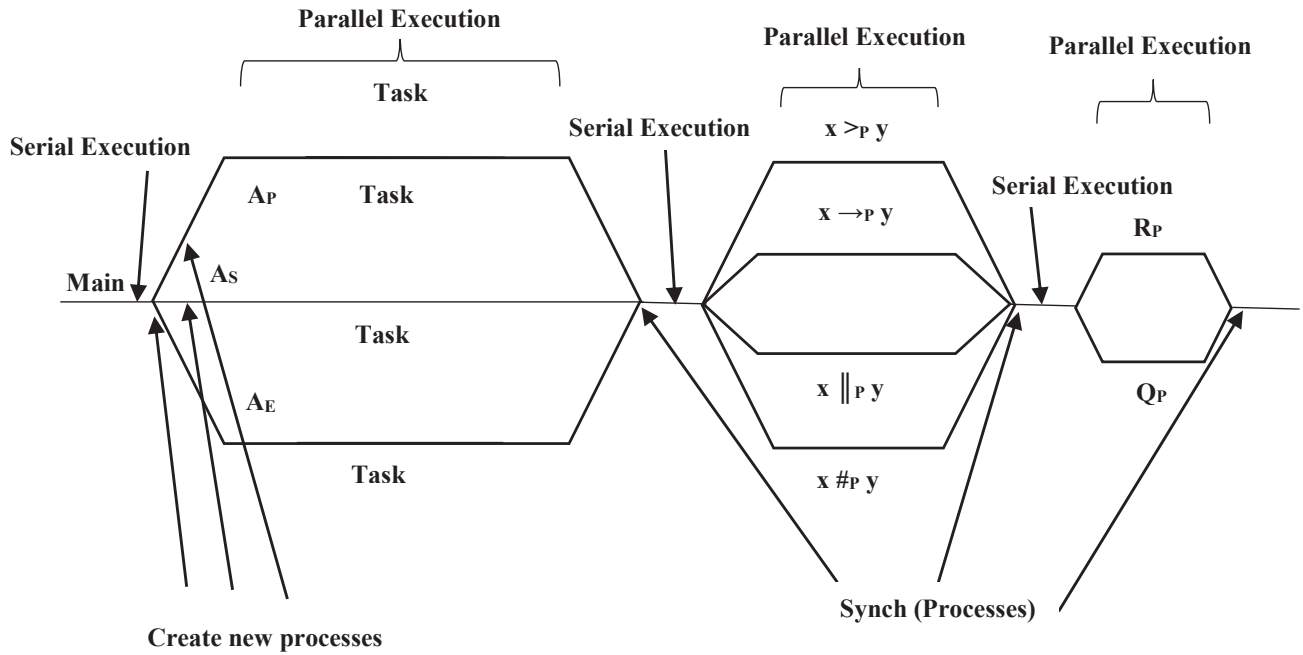 Parallel Execution
Parallel Execution
Parallel Execution
Task
Serial Execution
x >P y
Serial Execution
AP
Task
Serial Execution
x →P y
RP
Main
AS
Task
AE
x ‖P y
QP
Task
x #P y
Synch (Processes)
Create new processes